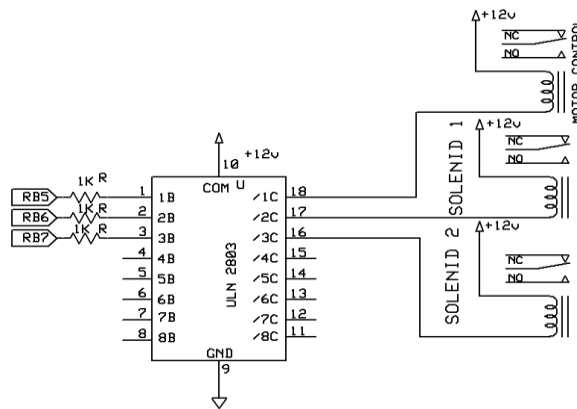 +12v
NC
NO
MOTOR CONTROL
+12v
NC
NO
SOLENID 1
+12v
NC
NO
SOLENID 2
10 +12v
COM U
RB5 1K R 1 1B /1C 18
RB6 1K R 2 2B /2C 17
RB7 1K R 3 3B /3C 16
4 4B /4C 15
5 5B /5C 14
6 6B /6C 13
7 7B /7C 12
8 8B /8C 11
ULN 2803
GND
9